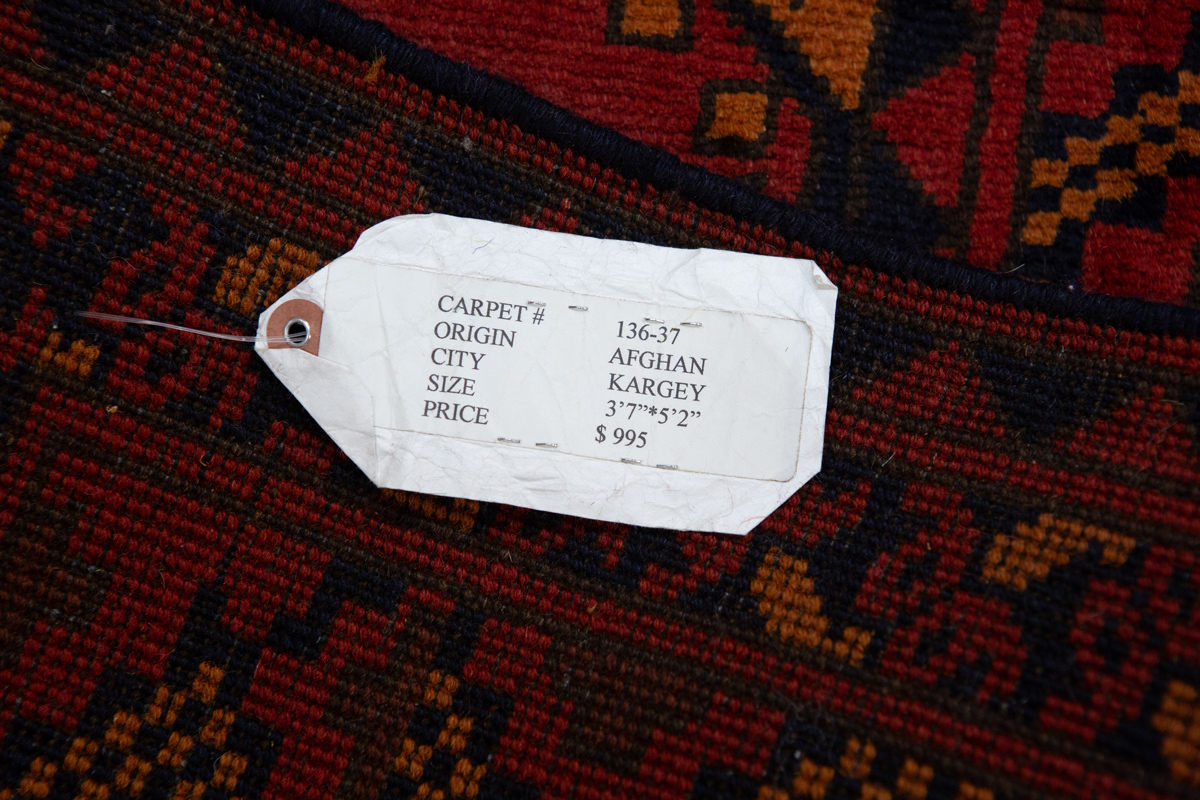 CARPET # 136-37
ORIGIN AFGHAN
CITY KARGEY
SIZE 3’7”*5’2”
PRICE $ 995